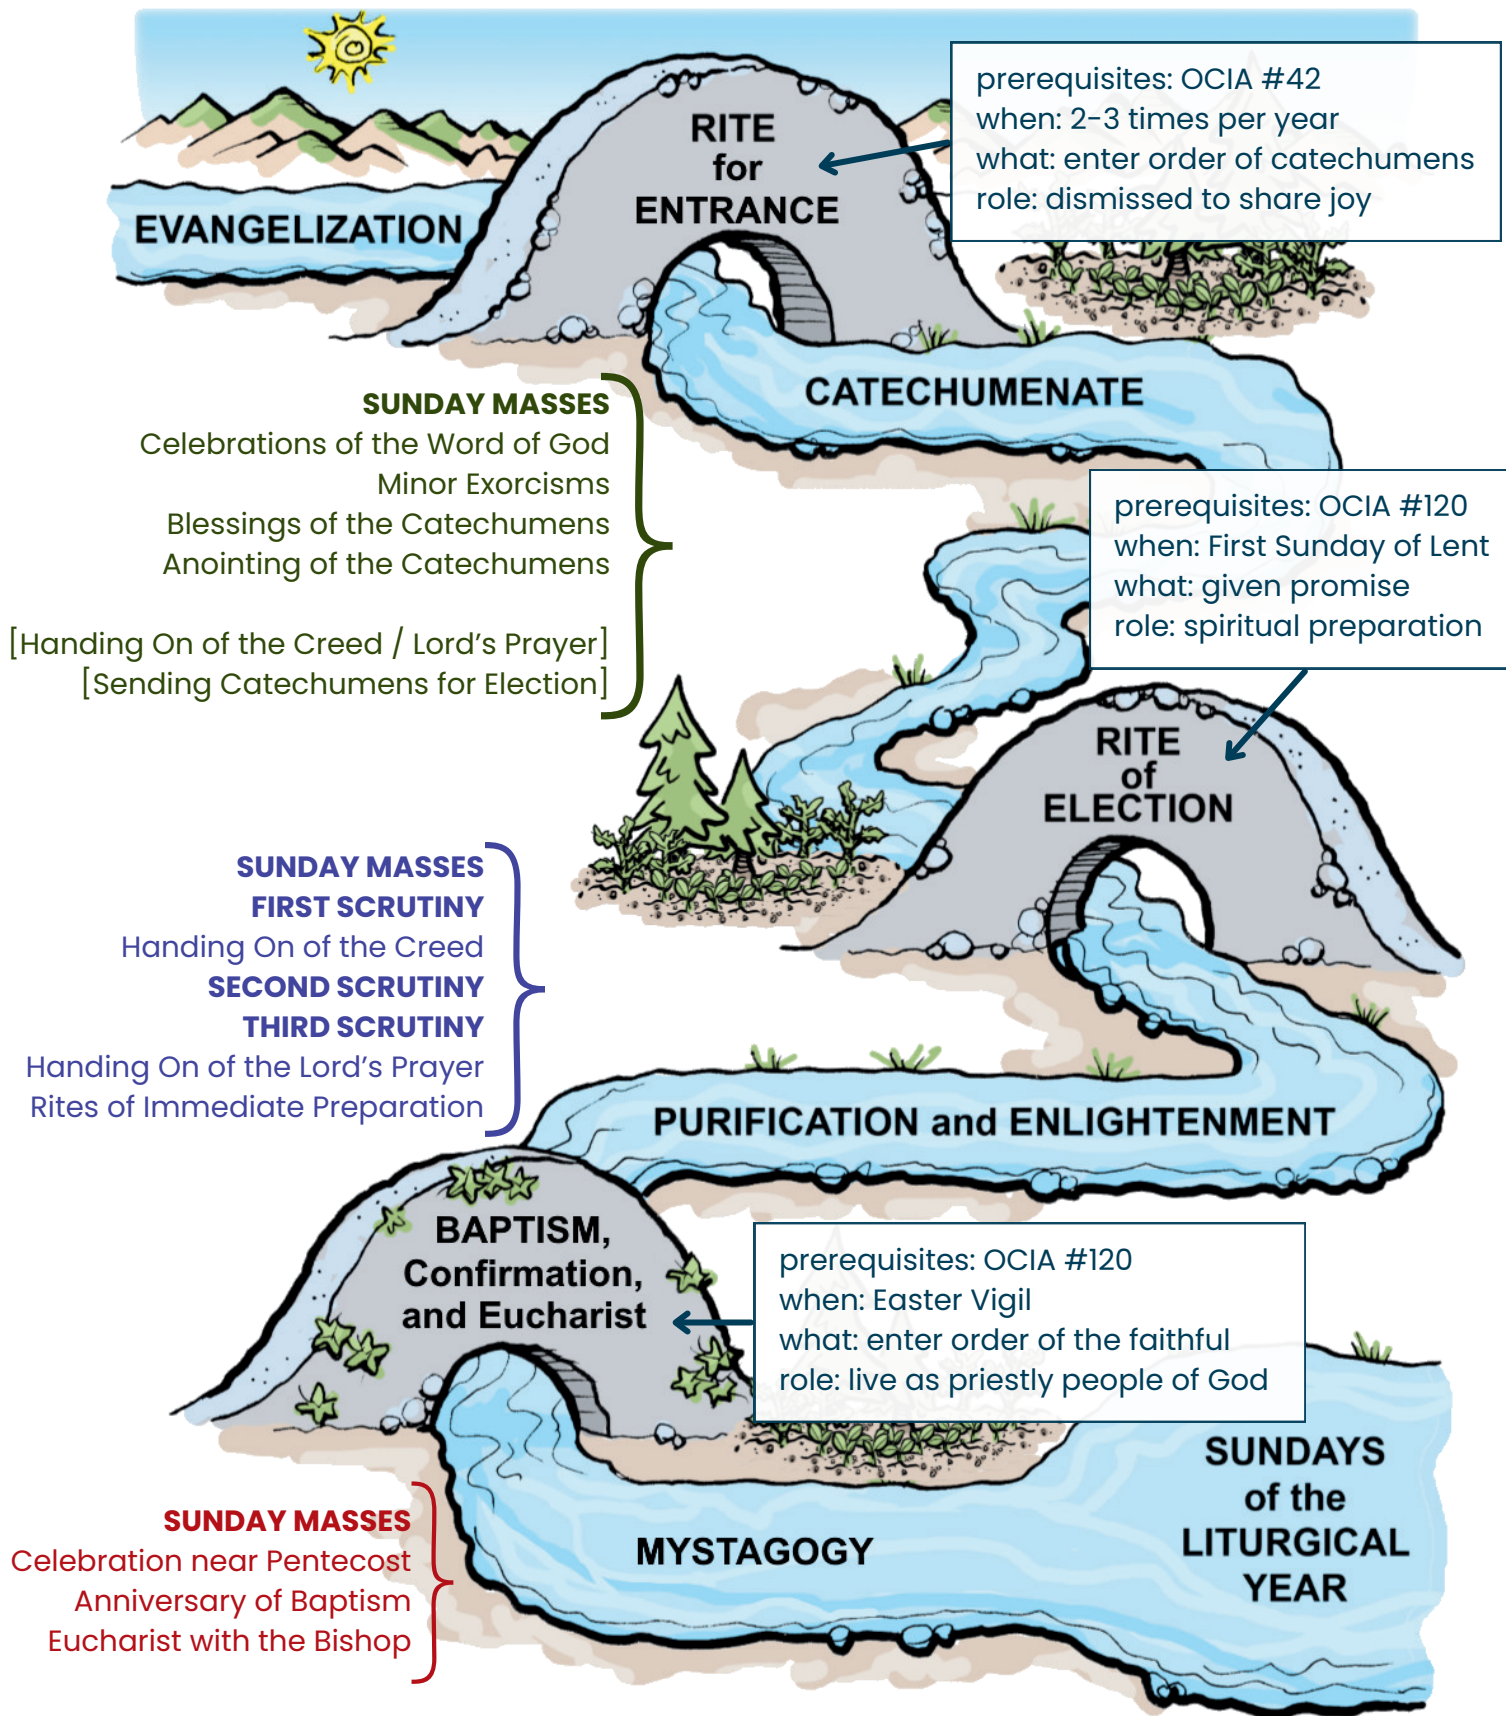 RITE
for
ENTRANCE
prerequisites: OCIA #42
when: 2-3 times per year
what: enter order of catechumens
role: dismissed to share joy
EVANGELIZATION
CATECHUMENATE
SUNDAY MASSES
Celebrations of the Word of God
Minor Exorcisms
Blessings of the Catechumens
Anointing of the Catechumens
[Handing On of the Creed / Lord's Prayer]
[Sending Catechumens for Election]
prerequisites: OCIA #120
when: First Sunday of Lent
what: given promise
role: spiritual preparation
RITE
of
ELECTION
SUNDAY MASSES
FIRST SCRUTINY
Handing On of the Creed
SECOND SCRUTINY
THIRD SCRUTINY
Handing On of the Lord's Prayer
Rites of Immediate Preparation
PURIFICATION and ENLIGHTENMENT
BAPTISM,
Confirmation,
and Eucharist
prerequisites: OCIA #120
when: Easter Vigil
what: enter order of the faithful
role: live as priestly people of God
SUNDAY MASSES
Celebration near Pentecost
Anniversary of Baptism
Eucharist with the Bishop
MYSTAGOGY
SUNDAYS
of the
LITURGICAL
YEAR